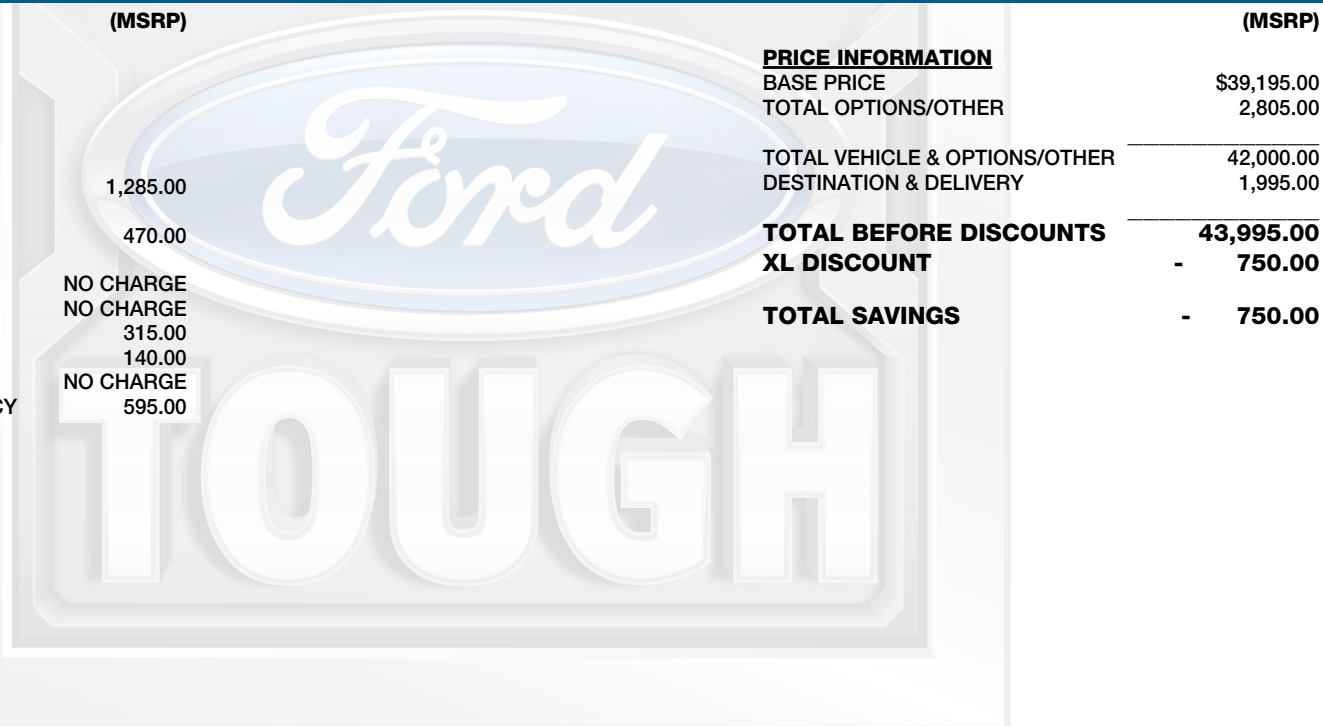 (MSRP)
1,285.00
470.00
NO CHARGE
NO CHARGE
315.00
140.00
NO CHARGE
CY 595.00
(MSRP)
PRICE INFORMATION
BASE PRICE $39,195.00
TOTAL OPTIONS/OTHER 2,805.00
TOTAL VEHICLE & OPTIONS/OTHER 42,000.00
DESTINATION & DELIVERY 1,995.00
TOTAL BEFORE DISCOUNTS 43,995.00
XL DISCOUNT - 750.00
TOTAL SAVINGS - 750.00
Ford
TOUGH